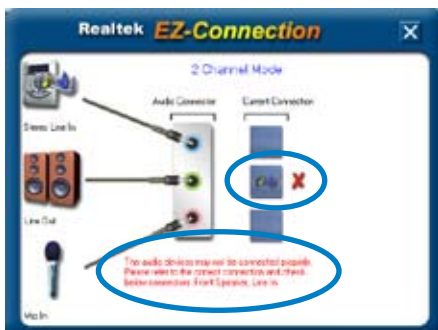 Realtek EZ-Connection
2 Channel Mode
Audio Connector
Current Connection
Stereo Line In
Line Out
Mic In
The audio devices may not be connected properly.
Please refer to the correct connection and check
below connectors: Front Speaker, Line In